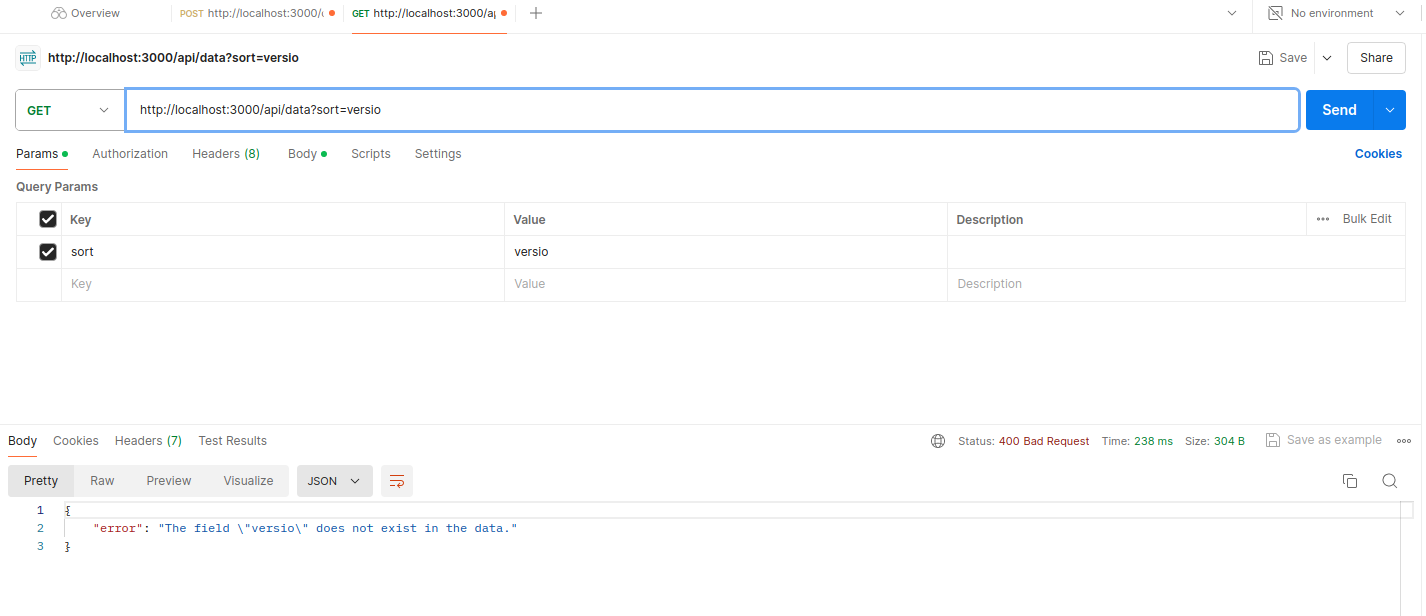 Overview POST http://localhost:3000/ GET http://localhost:3000/a No environment
HTTP http://localhost:3000/api/data?sort=versio Save Share
GET http://localhost:3000/api/data?sort=versio Send
Params Authorization Headers (8) Body Scripts Settings Cookies
Query Params
Key Value Description Bulk Edit
sort versio
Key Value Description
Body Cookies Headers (7) Test Results Status: 400 Bad Request Time: 238 ms Size: 304 B Save as example
Pretty Raw Preview Visualize JSON
1 {
2 "error": "The field \"versio\" does not exist in the data."
3 }